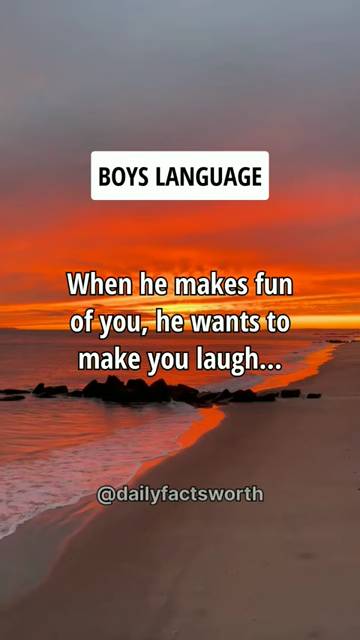 BOYS LANGUAGE
When he makes fun
of you, he wants to
make you laugh...
@dailyfactsworth